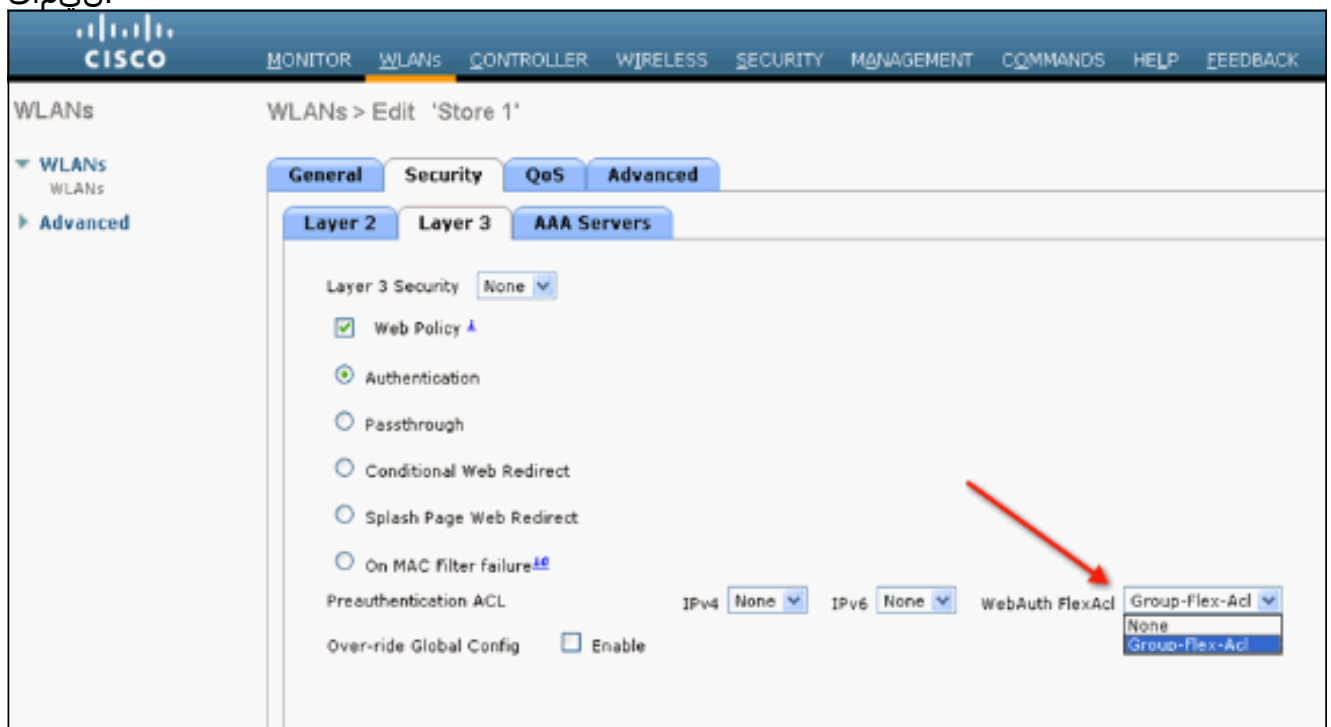 CISCO
MONITOR WLANs CONTROLLER WIRELESS SECURITY MANAGEMENT COMMANDS HELP FEEDBACK
WLANs
WLANs > Edit 'Store 1'
WLANs
WLANs
Advanced
General Security QoS Advanced
Layer 2 Layer 3 AAA Servers
Layer 3 Security None
Web Policy 1
Authentication
Passthrough
Conditional Web Redirect
Splash Page Web Redirect
On MAC Filter failure10
Preauthentication ACL IPv4 None IPv6 None WebAuth FlexAcl Group-Flex-Acl
None
Group-Flex-Acl
Over-ride Global Config Enable